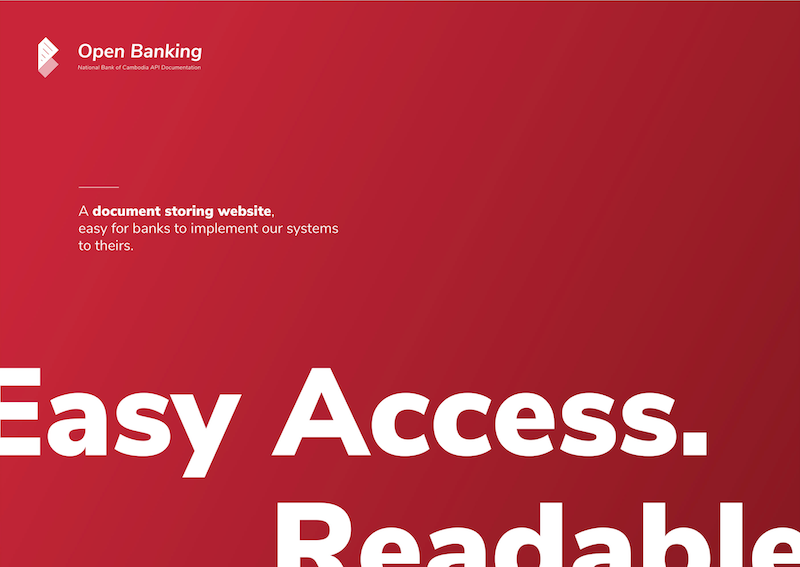 Open Banking
National Bank of Cambodia API Documentation
A document storing website,
easy for banks to implement our systems
to theirs.
Easy Access.
Readable